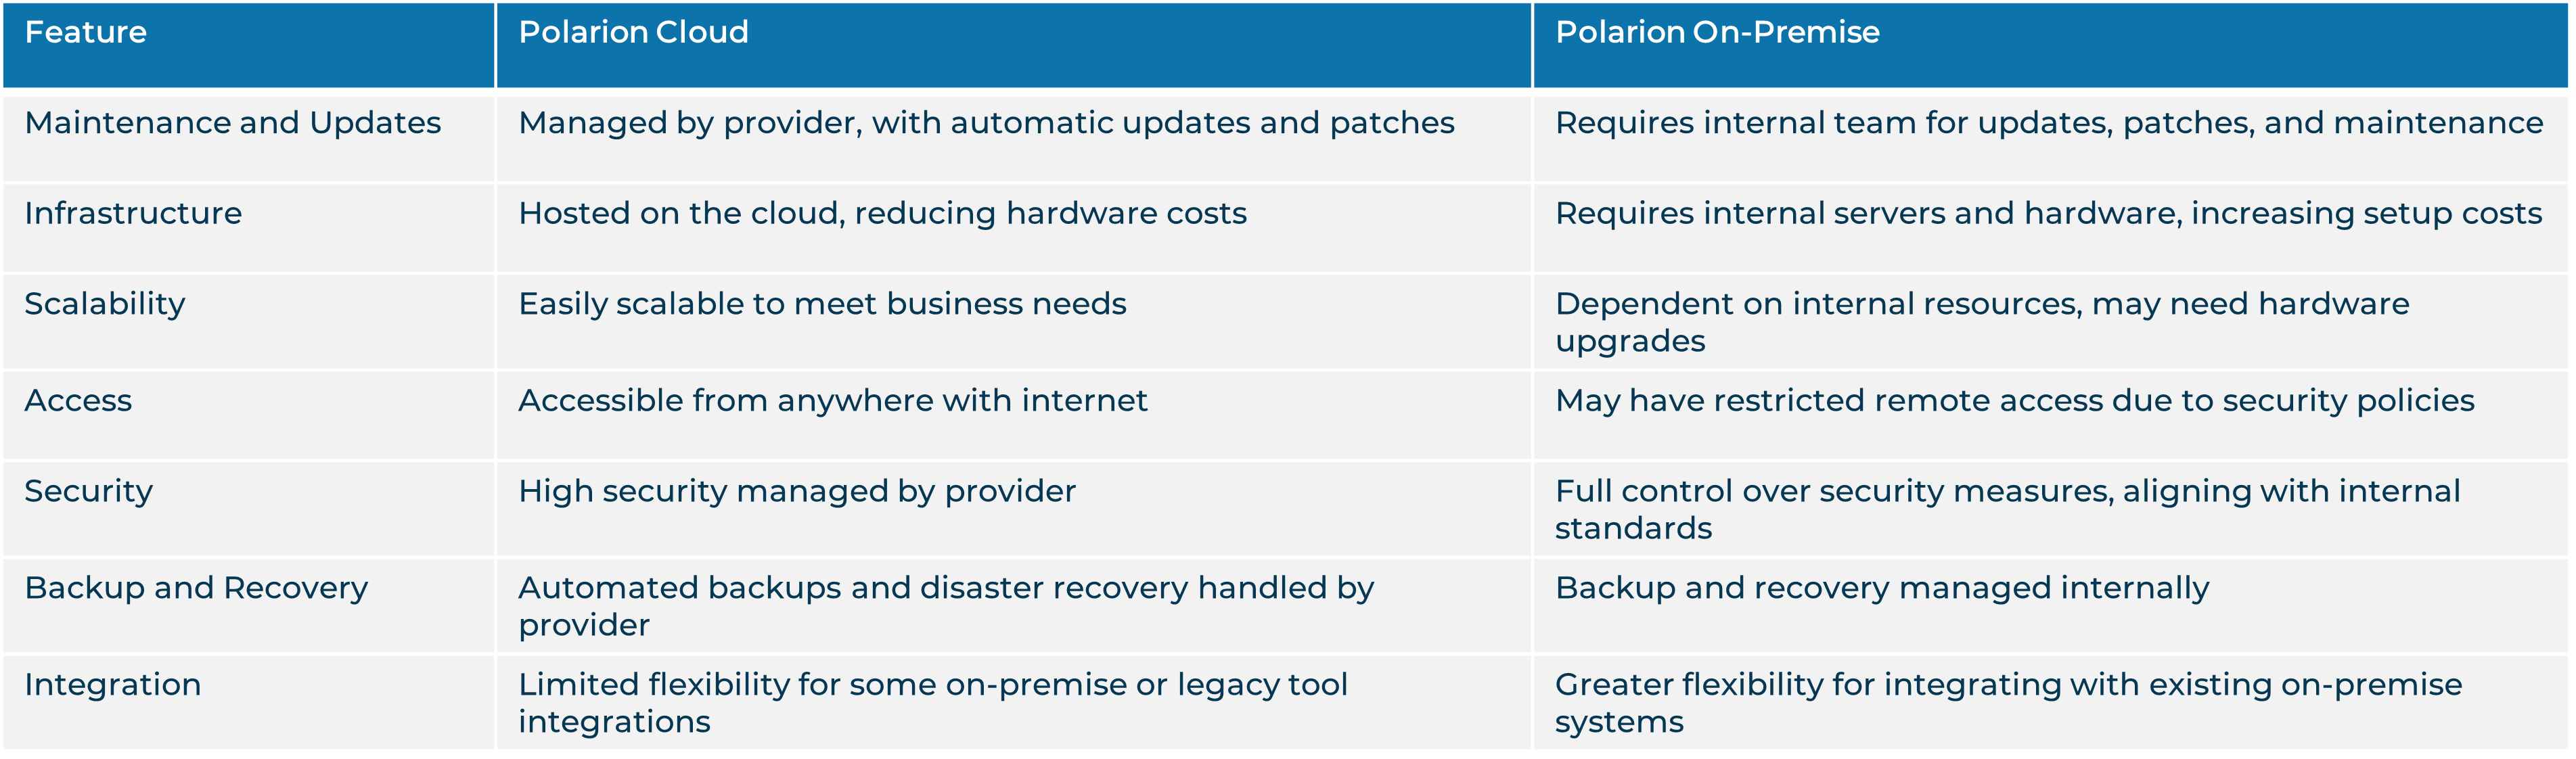 Feature
Polarion Cloud
Polarion On-Premise
Maintenance and Updates
Managed by provider, with automatic updates and patches
Requires internal team for updates, patches, and maintenance
Infrastructure
Hosted on the cloud, reducing hardware costs
Requires internal servers and hardware, increasing setup costs
Scalability
Easily scalable to meet business needs
Dependent on internal resources, may need hardware
upgrades
Access
Accessible from anywhere with internet
May have restricted remote access due to security policies
Security
High security managed by provider
Full control over security measures, aligning with internal
standards
Backup and Recovery
Automated backups and disaster recovery handled by
provider
Backup and recovery managed internally
Integration
Limited flexibility for some on-premise or legacy tool
integrations
Greater flexibility for integrating with existing on-premise
systems